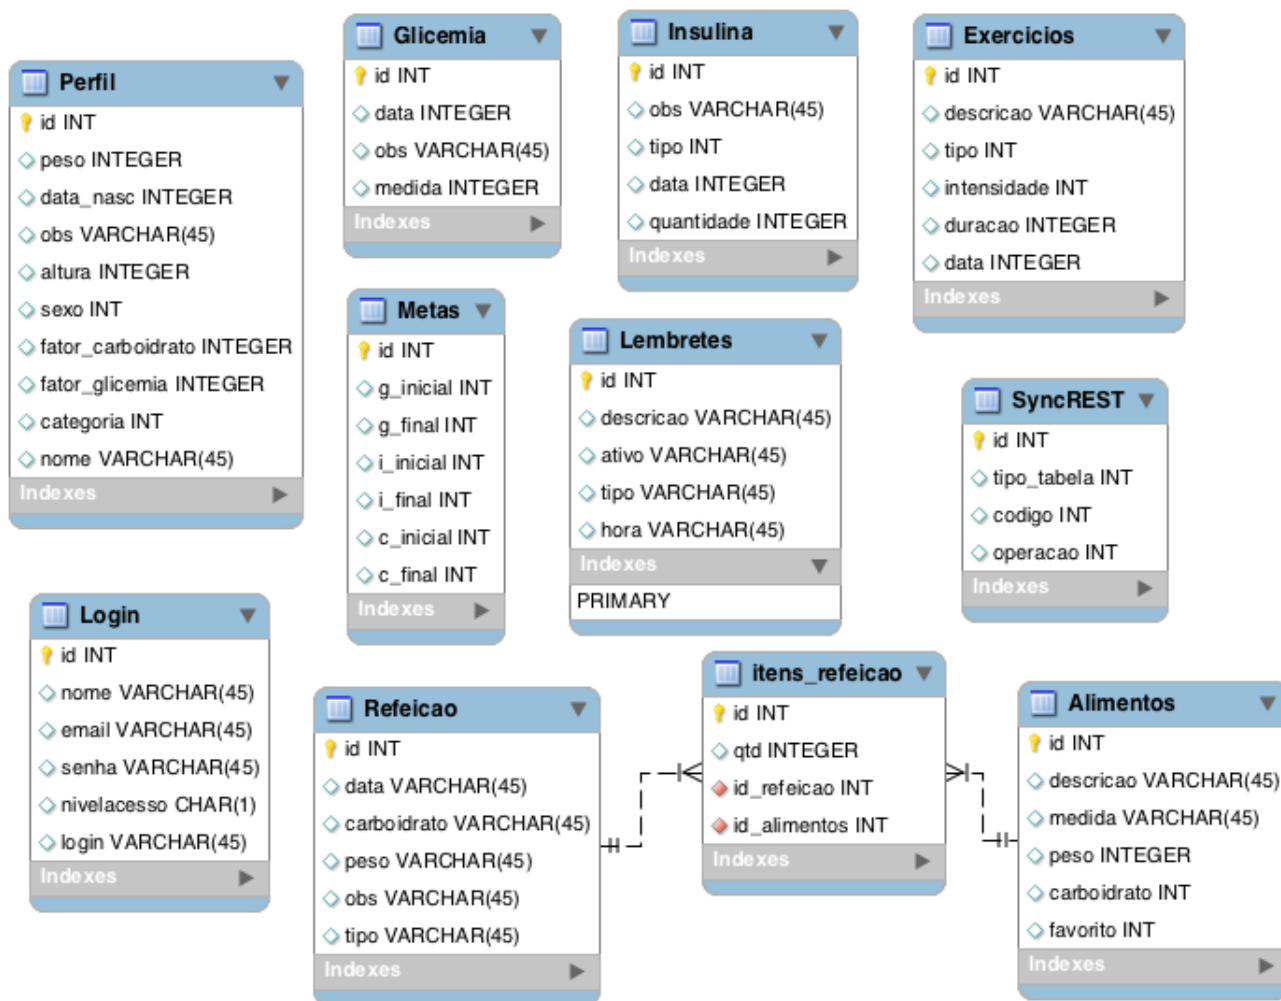 Perfil
id INT
peso INTEGER
data_nasc INTEGER
obs VARCHAR(45)
altura INTEGER
sexo INT
fator_carboidrato INTEGER
fator_glicemia INTEGER
categoria INT
nome VARCHAR(45)
Indexes
Glicemia
id INT
data INTEGER
obs VARCHAR(45)
medida INTEGER
Indexes
Insulina
id INT
obs VARCHAR(45)
tipo INT
data INTEGER
quantidade INTEGER
Indexes
Exercicios
id INT
descricao VARCHAR(45)
tipo INT
intensidade INT
duracao INTEGER
data INTEGER
Indexes
Metas
id INT
g_inicial INT
g_final INT
i_inicial INT
i_final INT
c_inicial INT
c_final INT
Indexes
Lembretes
id INT
descricao VARCHAR(45)
ativo VARCHAR(45)
tipo VARCHAR(45)
hora VARCHAR(45)
Indexes
PRIMARY
SyncREST
id INT
tipo_tabela INT
codigo INT
operacao INT
Indexes
Login
id INT
nome VARCHAR(45)
email VARCHAR(45)
senha VARCHAR(45)
nivelacesso CHAR(1)
login VARCHAR(45)
Indexes
Refeicao
id INT
data VARCHAR(45)
carboidrato VARCHAR(45)
peso VARCHAR(45)
obs VARCHAR(45)
tipo VARCHAR(45)
Indexes
itens_refeicao
id INT
qtd INTEGER
id_refeicao INT
id_alimentos INT
Indexes
Alimentos
id INT
descricao VARCHAR(45)
medida VARCHAR(45)
peso INTEGER
carboidrato INT
favorito INT
Indexes